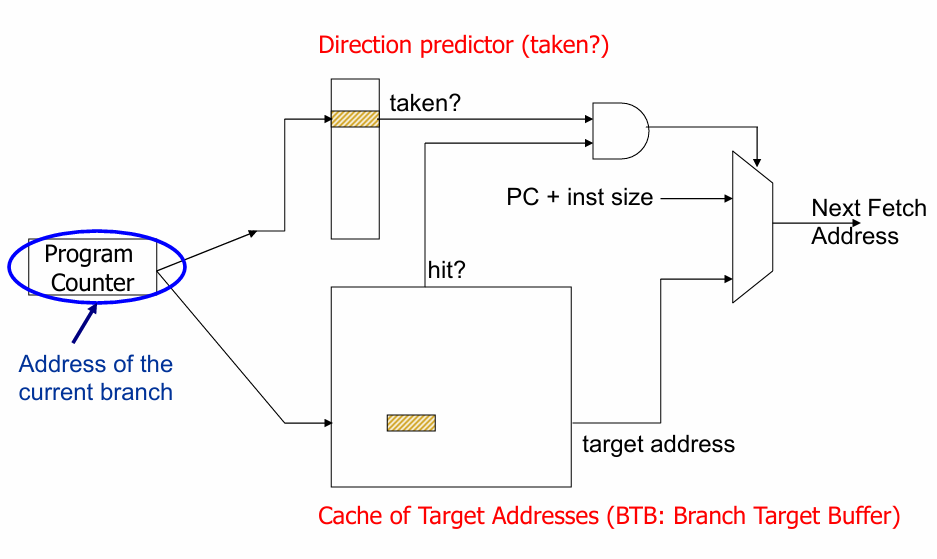 Direction predictor (taken?)
taken?
PC + inst size
Next Fetch
Address
Program
Counter
hit?
Address of the
current branch
target address
Cache of Target Addresses (BTB: Branch Target Buffer)